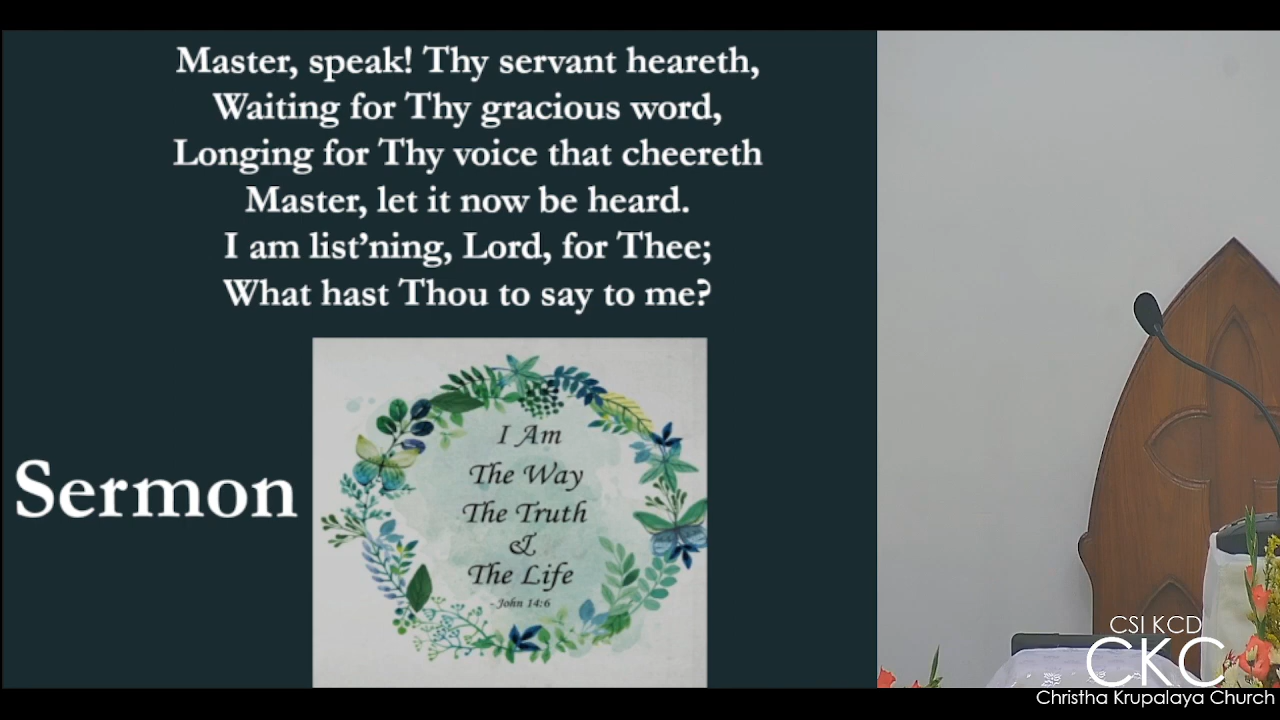 Master, speak! Thy servant heareth,
Waiting for Thy gracious word,
Longing for Thy voice that cheereth
Master, let it now be heard.
I am list’ning, Lord, for Thee;
What hast Thou to say to me?
Sermon
I Am
The Way
The Truth
&
The Life
-John 14:6
CSI KCD
CKC
Christha Krupalaya Church